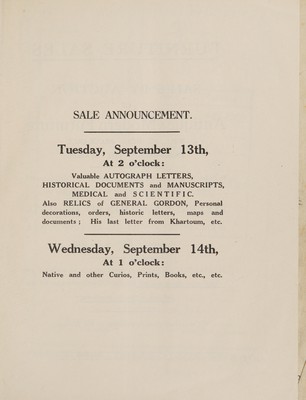 SALE ANNOUNCEMENT.
Tuesday, September 13th,
At 2 o'clock:
Valuable AUTOGRAPH LETTERS,
HISTORICAL DOCUMENTS and MANUSCRIPTS,
MEDICAL and SCIENTIFIC.
Also RELICS of GENERAL GORDON, Personal
decorations, orders, historic letters, maps and
documents; His last letter from Khartoum, etc.
Wednesday, September 14th,
At 1 o'clock:
Native and other Curios, Prints, Books, etc., etc.